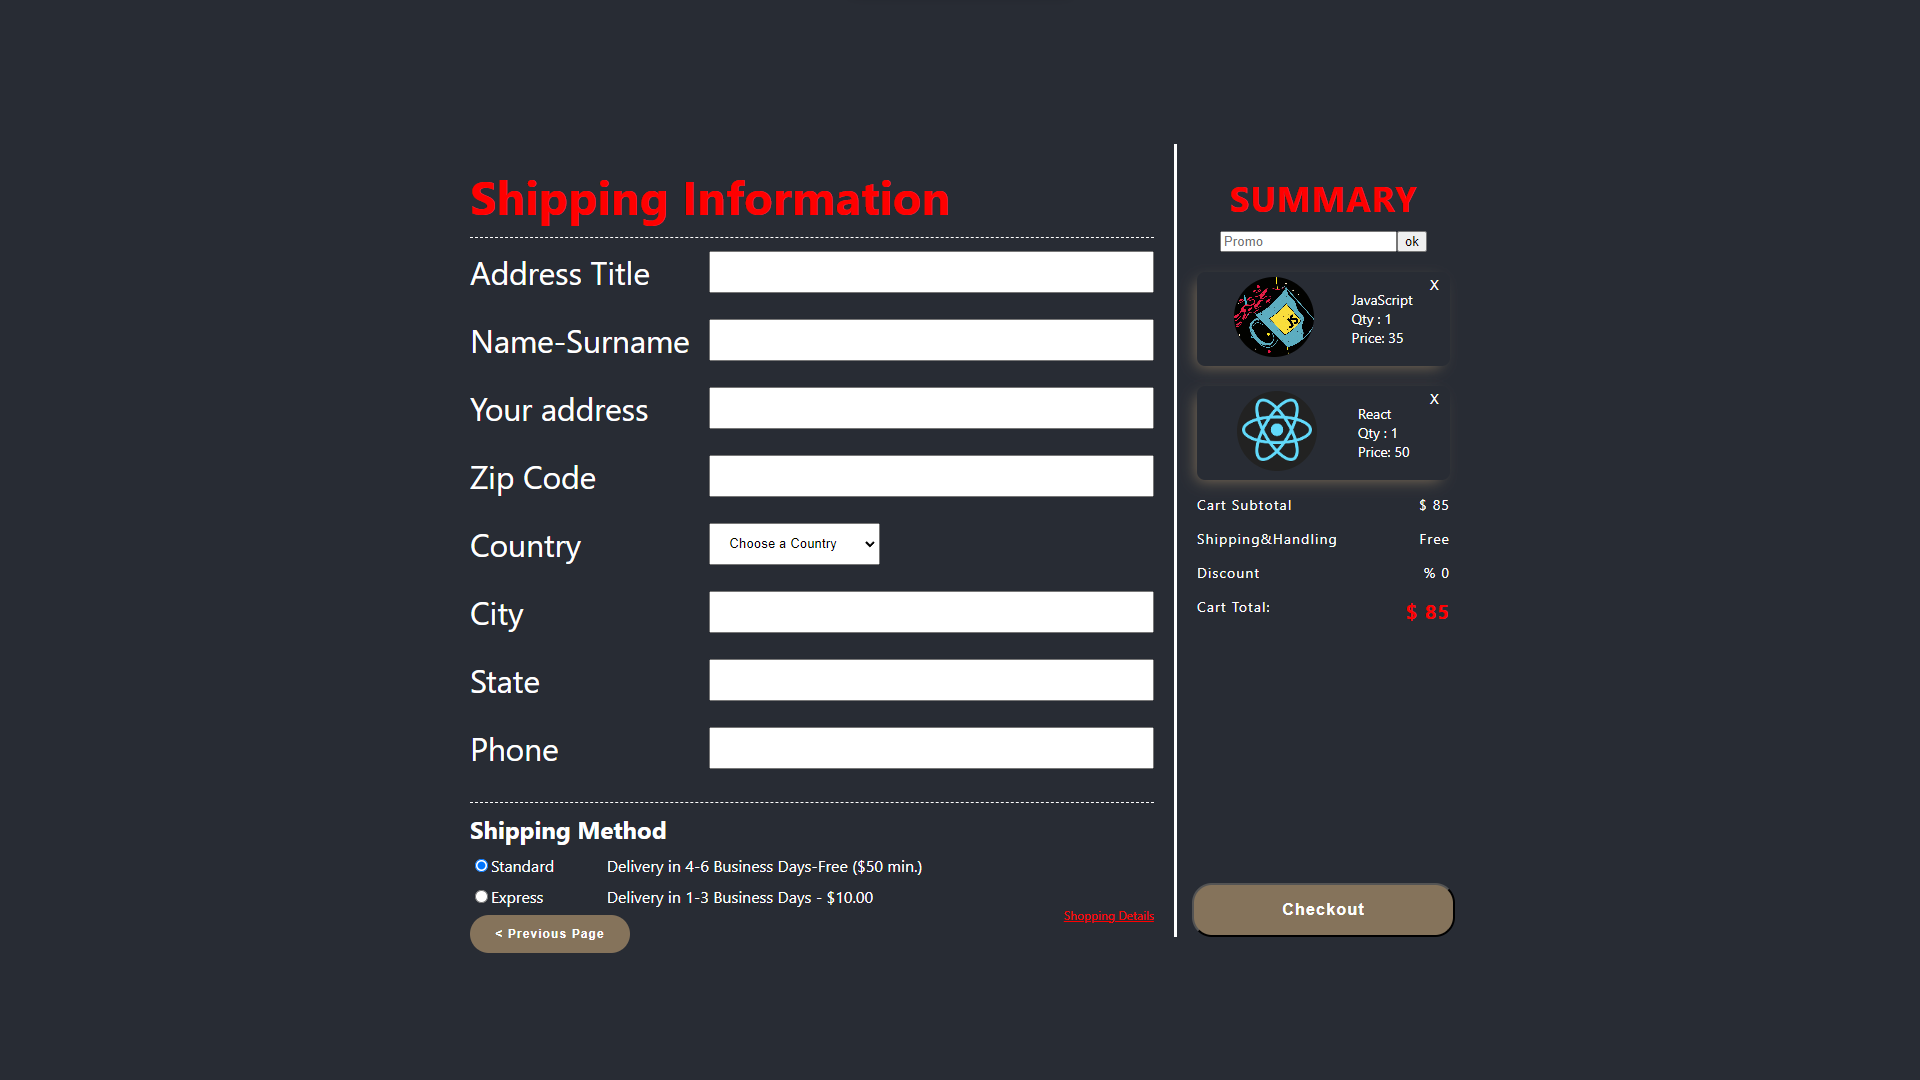 Shipping Information
Address Title
Name-Surname
Your address
Zip Code
Country
Choose a Country
City
State
Phone
Shipping Method
Standard Delivery in 4-6 Business Days-Free ($50 min.)
Express Delivery in 1-3 Business Days - $10.00
Shopping Details
< Previous Page
SUMMARY
Promo ok
X
JavaScript
Qty : 1
Price: 35
JS
X
React
Qty : 1
Price: 50
Cart Subtotal $ 85
Shipping&Handling Free
Discount % 0
Cart Total: $ 85
Checkout